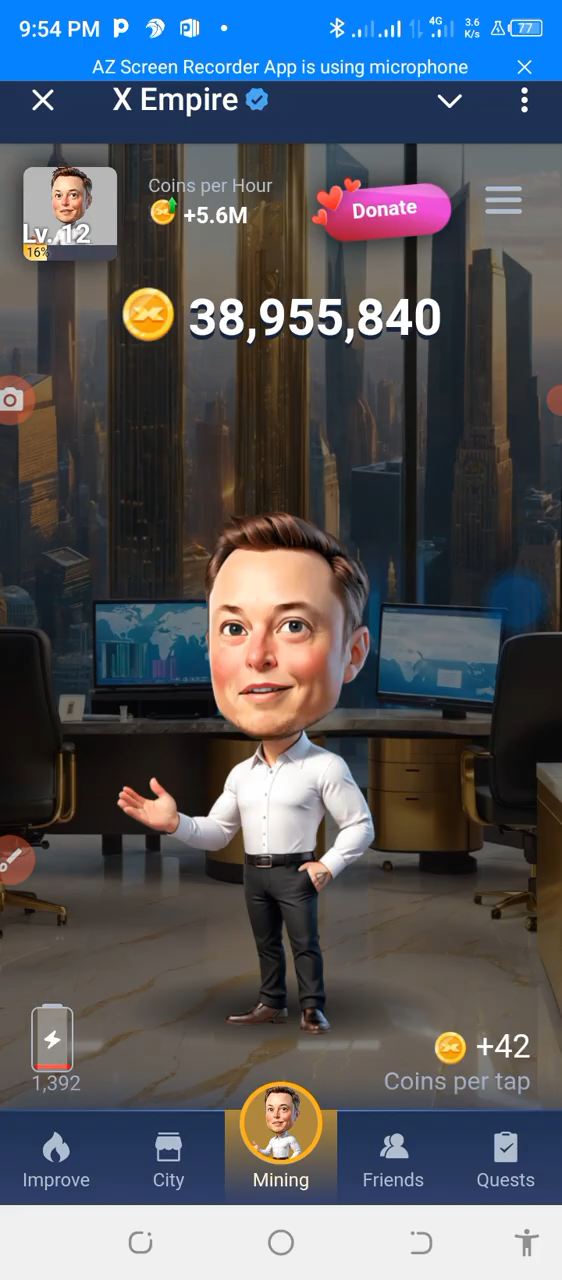 9:54 PM
4G
3.6
K/s
77
AZ Screen Recorder App is using microphone
X Empire
Lv. 12
16%
Coins per Hour
+5.6M
Donate
38,955,840
1,392
+42
Coins per tap
Improve
City
Mining
Friends
Quests